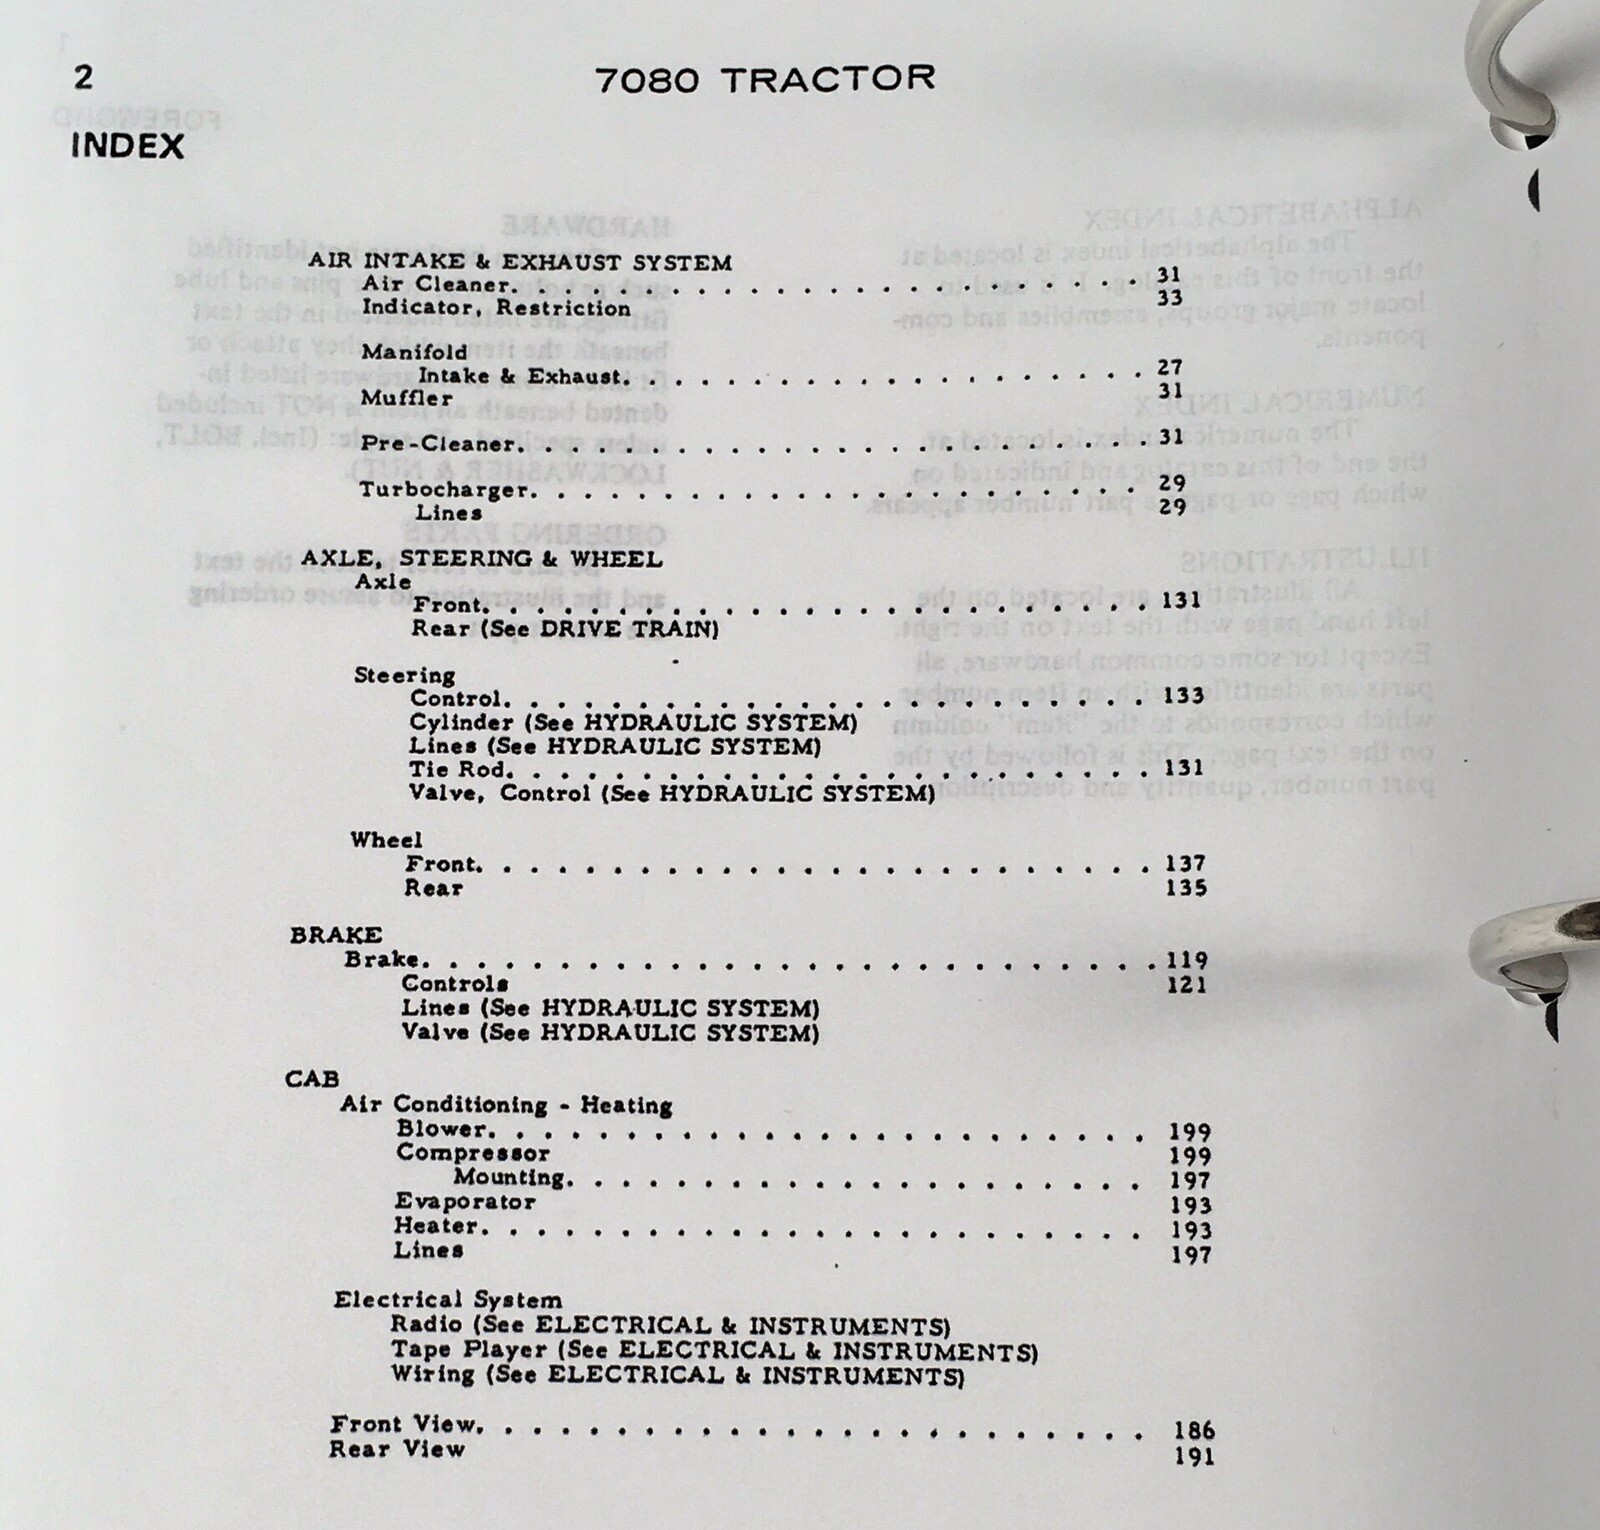 2
7080 TRACTOR
INDEX
AIR INTAKE & EXHAUST SYSTEM
Air Cleaner. . . . . . . . . . . . . . . . . . . . . . . 31
Indicator, Restriction 33
Manifold
Intake & Exhaust. . . . . . . . . . . . . . . . . . . 27
Muffler 31
Pre-Cleaner. . . . . . . . . . . . . . . . . . . . . . . 31
Turbocharger. . . . . . . . . . . . . . . . . . . . . . 29
Lines 29
AXLE, STEERING & WHEEL
Axle
Front. . . . . . . . . . . . . . . . . . . . . . . . . 131
Rear (See DRIVE TRAIN)
Steering
Control. . . . . . . . . . . . . . . . . . . . . . . . 133
Cylinder (See HYDRAULIC SYSTEM)
Lines (See HYDRAULIC SYSTEM)
Tie Rod. . . . . . . . . . . . . . . . . . . . . . . . 131
Valve, Control (See HYDRAULIC SYSTEM)
Wheel
Front. . . . . . . . . . . . . . . . . . . . . . . . . 137
Rear 135
BRAKE
Brake. . . . . . . . . . . . . . . . . . . . . . . . . . . 119
Controls 121
Lines (See HYDRAULIC SYSTEM)
Valve (See HYDRAULIC SYSTEM)
CAB
Air Conditioning - Heating
Blower. . . . . . . . . . . . . . . . . . . . . . . . 199
Compressor 199
Mounting. . . . . . . . . . . . . . . . . . . . . 197
Evaporator 193
Heater. . . . . . . . . . . . . . . . . . . . . . . . 193
Lines 197
Electrical System
Radio (See ELECTRICAL & INSTRUMENTS)
Tape Player (See ELECTRICAL & INSTRUMENTS)
Wiring (See ELECTRICAL & INSTRUMENTS)
Front View. . . . . . . . . . . . . . . . . . . . . . . . 186
Rear View 191